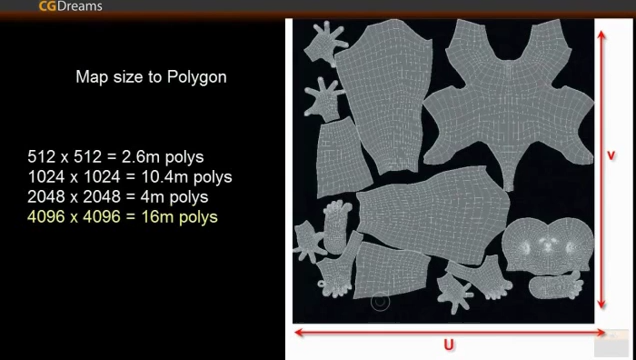 CGDreams
Map size to Polygon
512 x 512 = 2.6m polys
1024 x 1024 = 10.4m polys
2048 x 2048 = 4m polys
4096 x 4096 = 16m polys
V
U